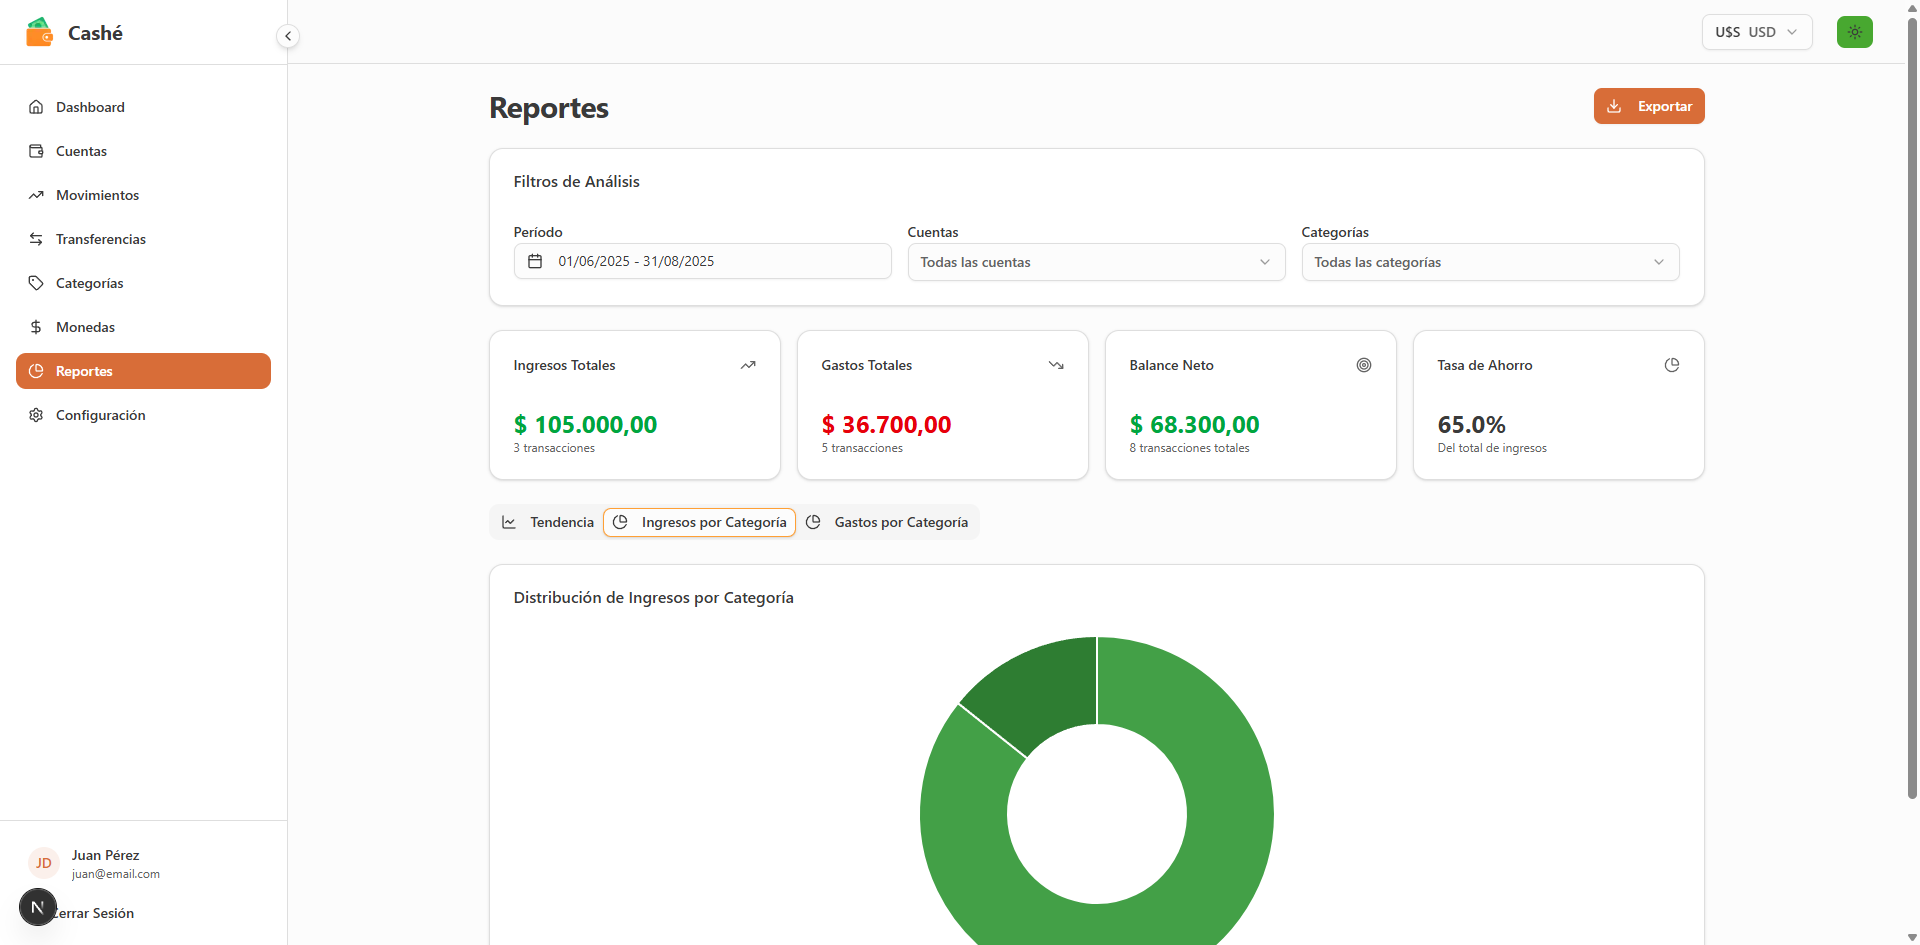 Cashé
U$S USD
Dashboard
Cuentas
Movimientos
Transferencias
Categorías
Monedas
Reportes
Configuración
Juan Pérez
JD
juan@email.com
N
Cerrar Sesión
Reportes
Exportar
Filtros de Análisis
Período
Cuentas
Categorías
01/06/2025 - 31/08/2025
Todas las cuentas
Todas las categorías
Ingresos Totales
$ 105.000,00
3 transacciones
Gastos Totales
$ 36.700,00
5 transacciones
Balance Neto
$ 68.300,00
8 transacciones totales
Tasa de Ahorro
65.0%
Del total de ingresos
Tendencia
Ingresos por Categoría
Gastos por Categoría
Distribución de Ingresos por Categoría